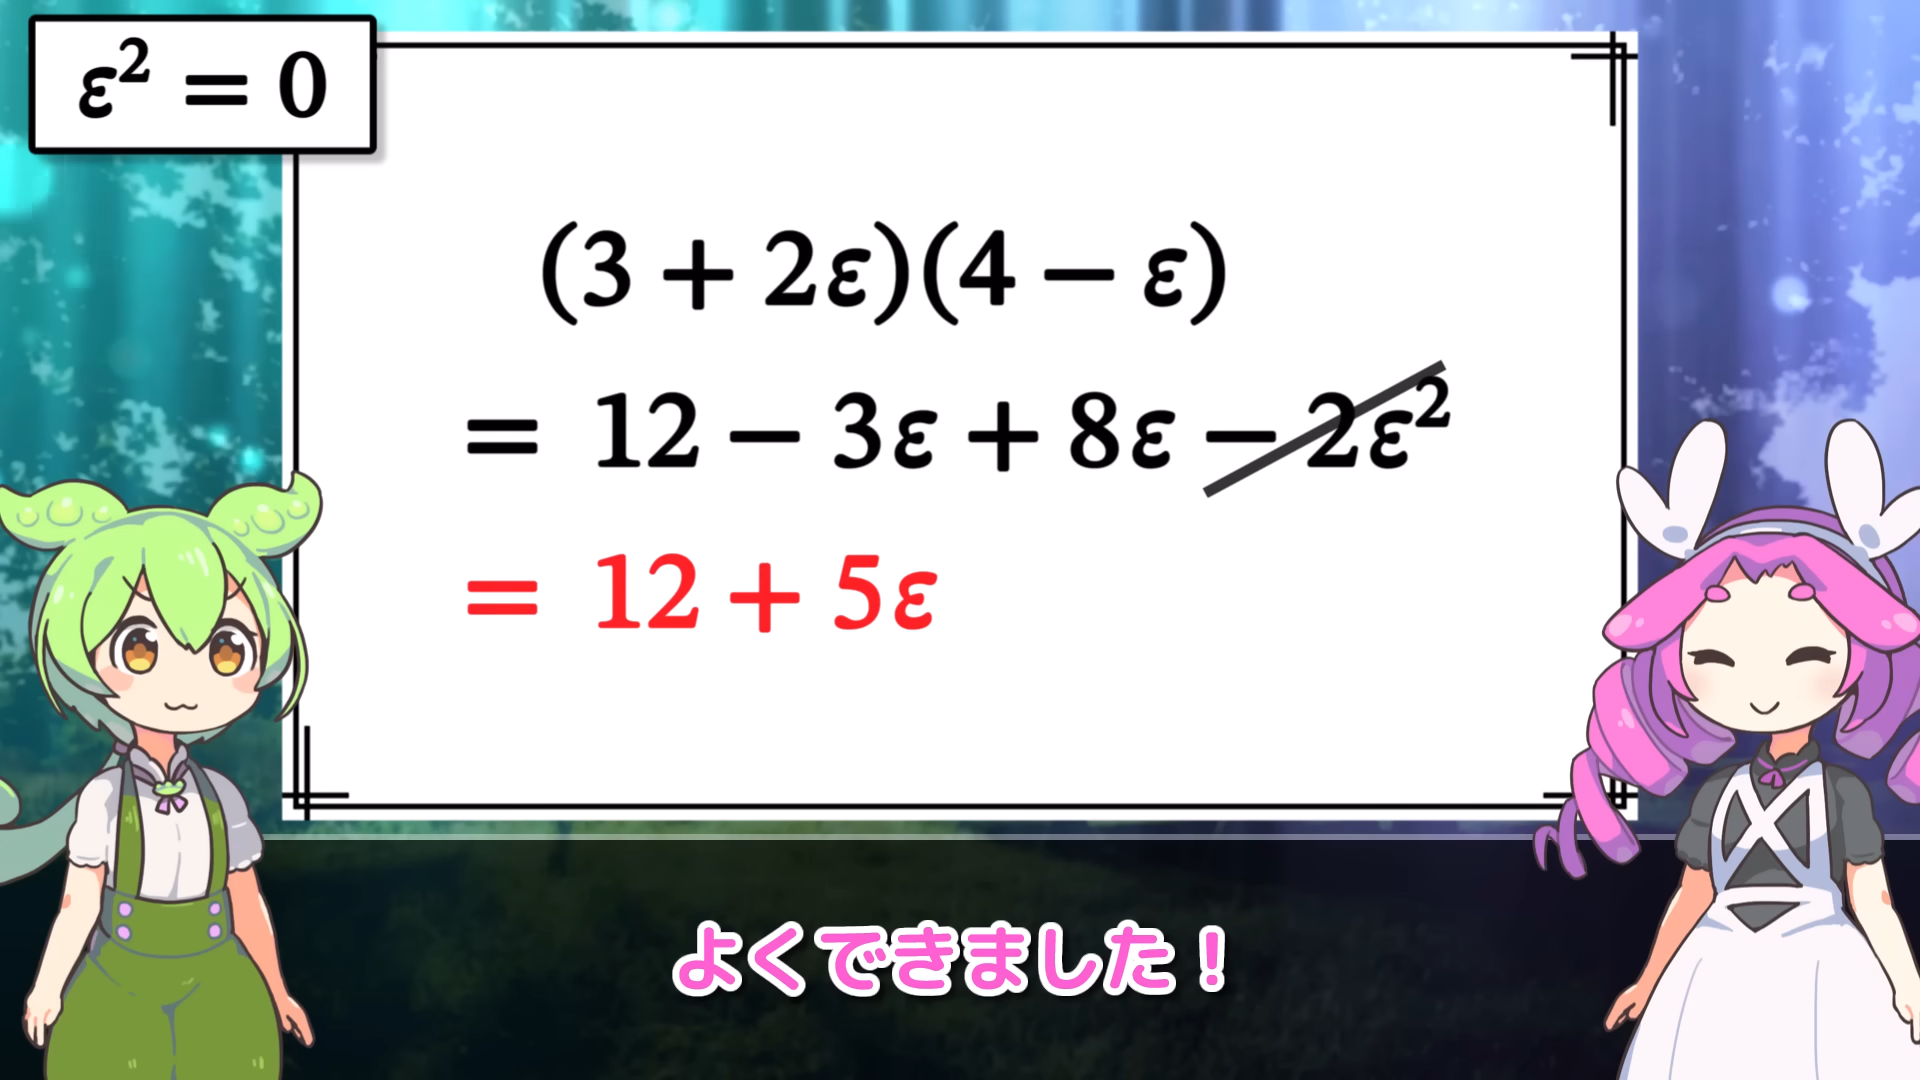 ε² = 0
(3 + 2ε)(4 − ε)
= 12 − 3ε + 8ε − 2ε²
= 12 + 5ε
よくできました！